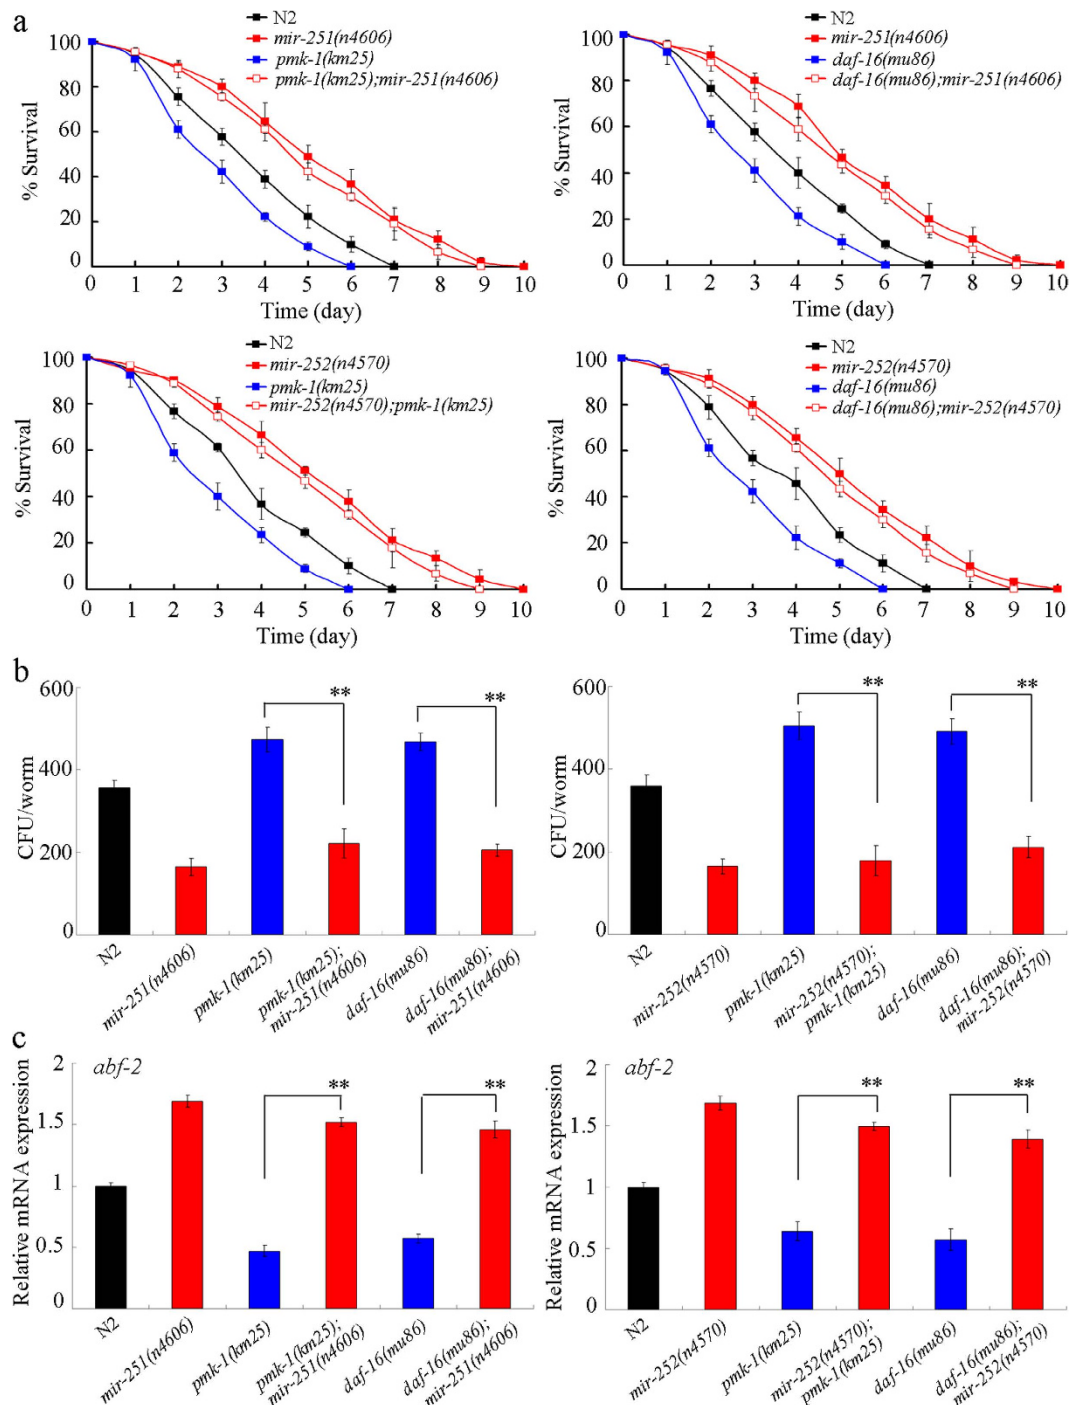 a
N2
mir-251(n4606)
pmk-1(km25)
pmk-1(km25);mir-251(n4606)
100
80
60
40
20
0
% Survival
0 1 2 3 4 5 6 7 8 9 10
Time (day)
N2
mir-251(n4606)
daf-16(mu86)
daf-16(mu86);mir-251(n4606)
100
80
60
40
20
0
% Survival
0 1 2 3 4 5 6 7 8 9 10
Time (day)
N2
mir-252(n4570)
pmk-1(km25)
mir-252(n4570);pmk-1(km25)
100
80
60
40
20
0
% Survival
0 1 2 3 4 5 6 7 8 9 10
Time (day)
N2
mir-252(n4570)
daf-16(mu86)
daf-16(mu86);mir-252(n4570)
100
80
60
40
20
0
% Survival
0 1 2 3 4 5 6 7 8 9 10
Time (day)
b
600
400
200
0
CFU/worm
** **
N2
mir-251(n4606)
pmk-1(km25)
pmk-1(km25);
mir-251(n4606)
daf-16(mu86)
daf-16(mu86);
mir-251(n4606)
600
400
200
0
CFU/worm
** **
N2
mir-252(n4570)
pmk-1(km25)
mir-252(n4570);
pmk-1(km25)
daf-16(mu86)
daf-16(mu86);
mir-252(n4570)
c
abf-2
2
1.5
1
0.5
0
Relative mRNA expression
** **
N2
mir-251(n4606)
pmk-1(km25)
pmk-1(km25);
mir-251(n4606)
daf-16(mu86)
daf-16(mu86);
mir-251(n4606)
abf-2
2
1.5
1
0.5
0
Relative mRNA expression
** **
N2
mir-252(n4570)
pmk-1(km25)
mir-252(n4570);
pmk-1(km25)
daf-16(mu86)
daf-16(mu86);
mir-252(n4570)